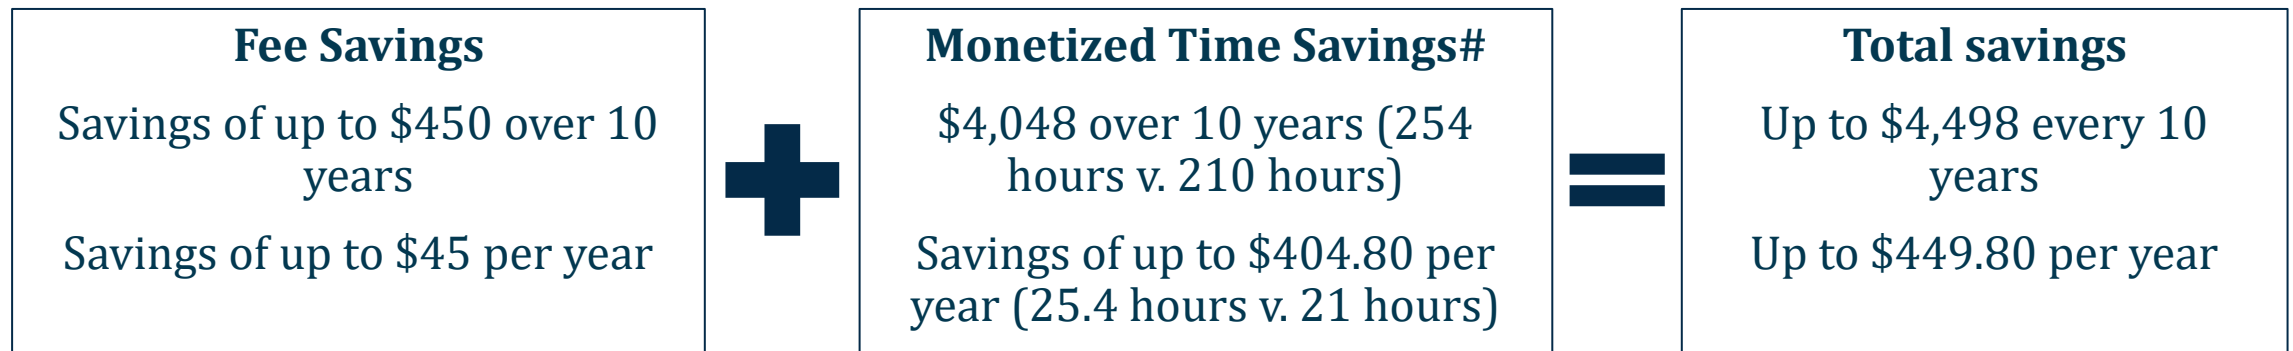 Fee Savings
Savings of up to $450 over 10
years
Savings of up to $45 per year
Monetized Time Savings#
$4,048 over 10 years (254
hours v. 210 hours)
Savings of up to $404.80 per
year (25.4 hours v. 21 hours)
Total savings
Up to $4,498 every 10
years
Up to $449.80 per year